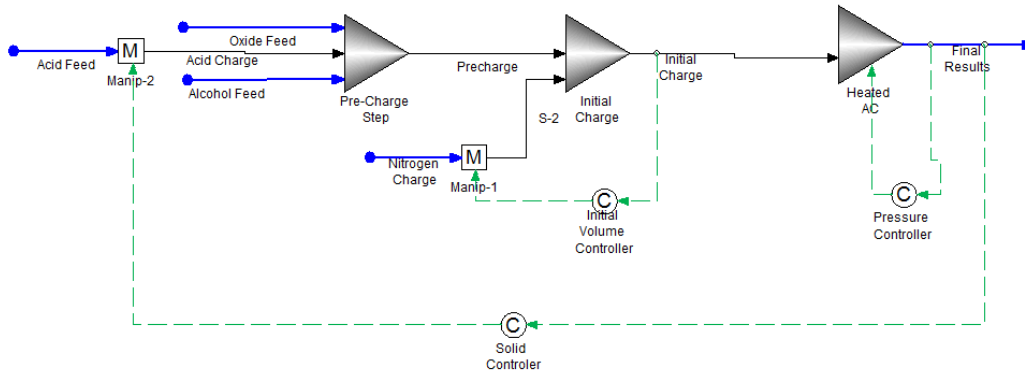 Oxide Feed
M
Acid Feed
Acid Charge
Manip-2
Alcohol Feed
Pre-Charge
Step
Precharge
Initial
Charge
Initial
Charge
S-2
Nitrogen
Charge
M
Manip-1
C
Initial
Volume
Controller
Heated
AC
Final
Results
C
Pressure
Controller
C
Solid
Controler